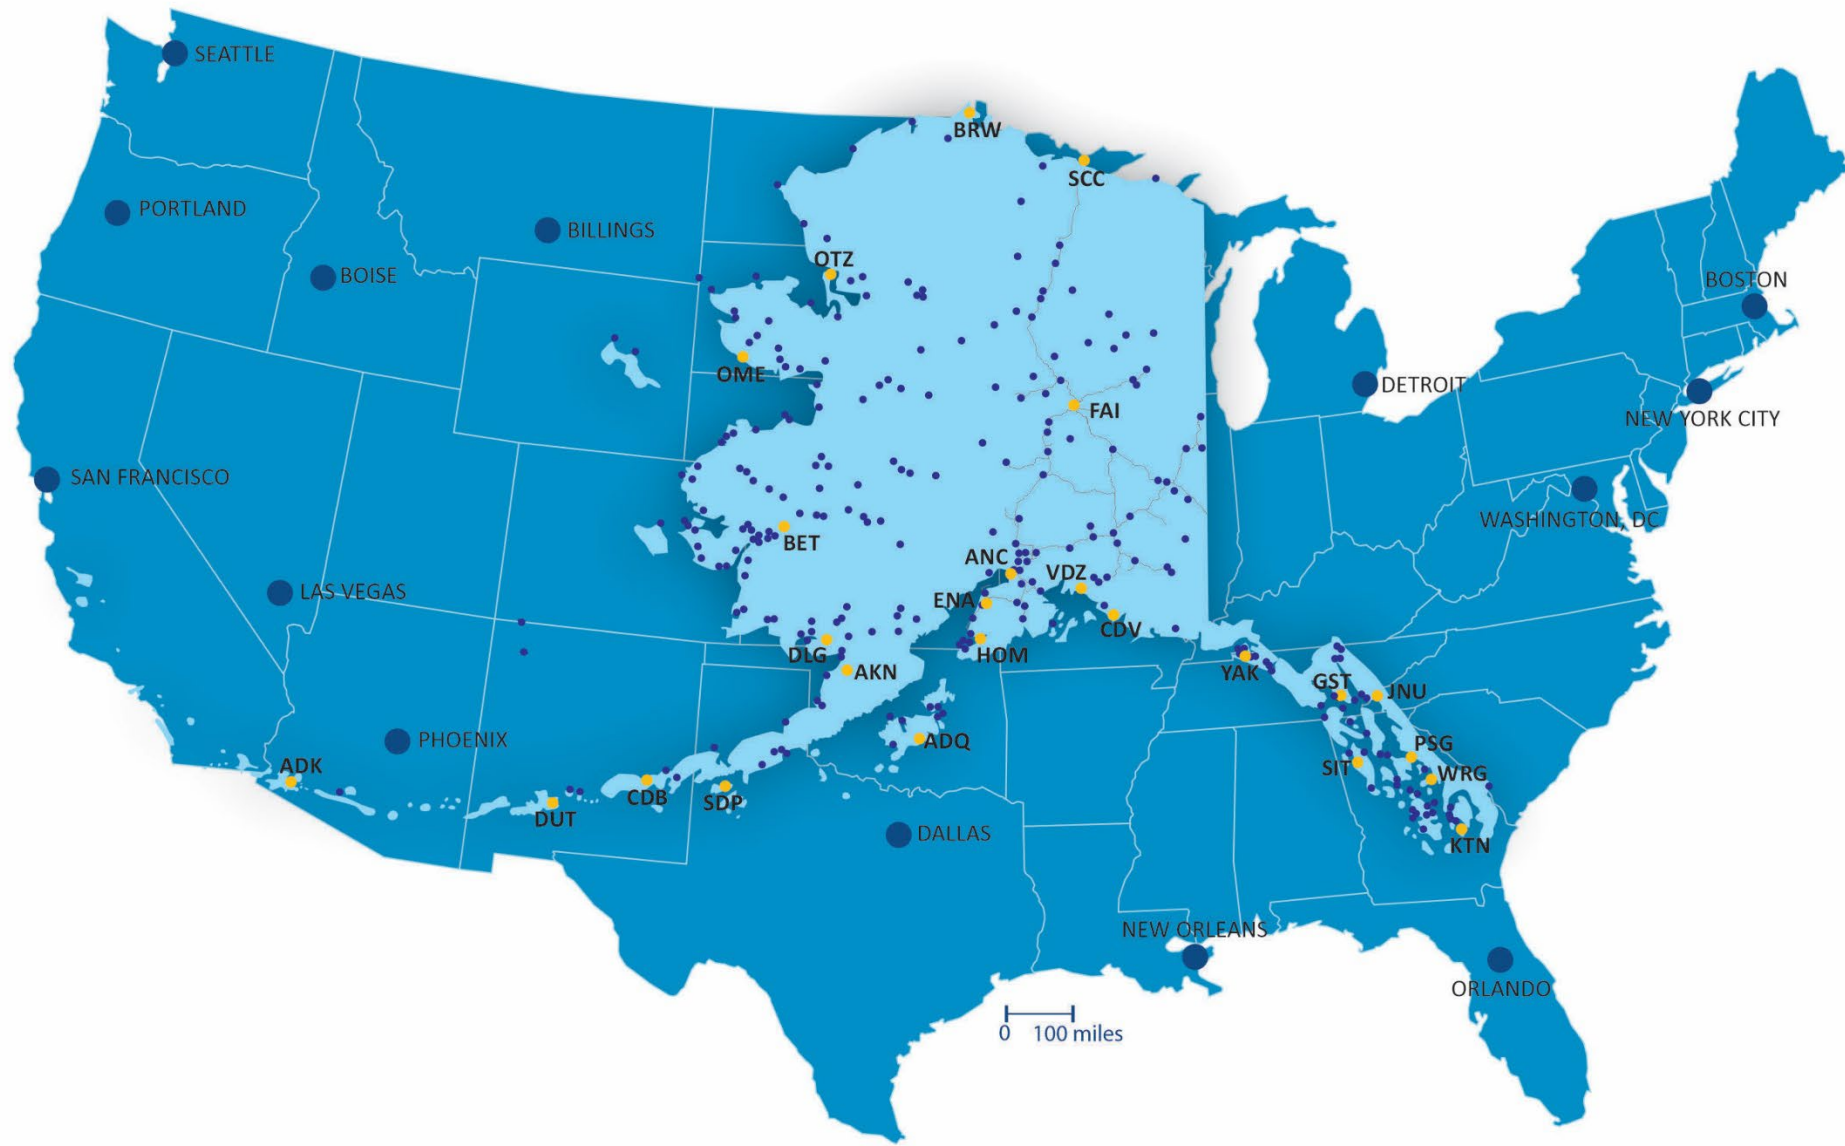 SEATTLE
BRW
SCC
PORTLAND
BILLINGS
OTZ
BOISE
BOSTON
OME
DETROIT
FAI
NEW YORK CITY
SAN FRANCISCO
WASHINGTON, DC
BET
ANC
VDZ
LAS VEGAS
ENA
CDV
DLG
HOM
AKN
YAK
GST
JNU
PHOENIX
ADQ
PSG
ADK
SIT
WRG
CDB
SDP
DUT
DALLAS
KTN
NEW ORLEANS
ORLANDO
0 100 miles